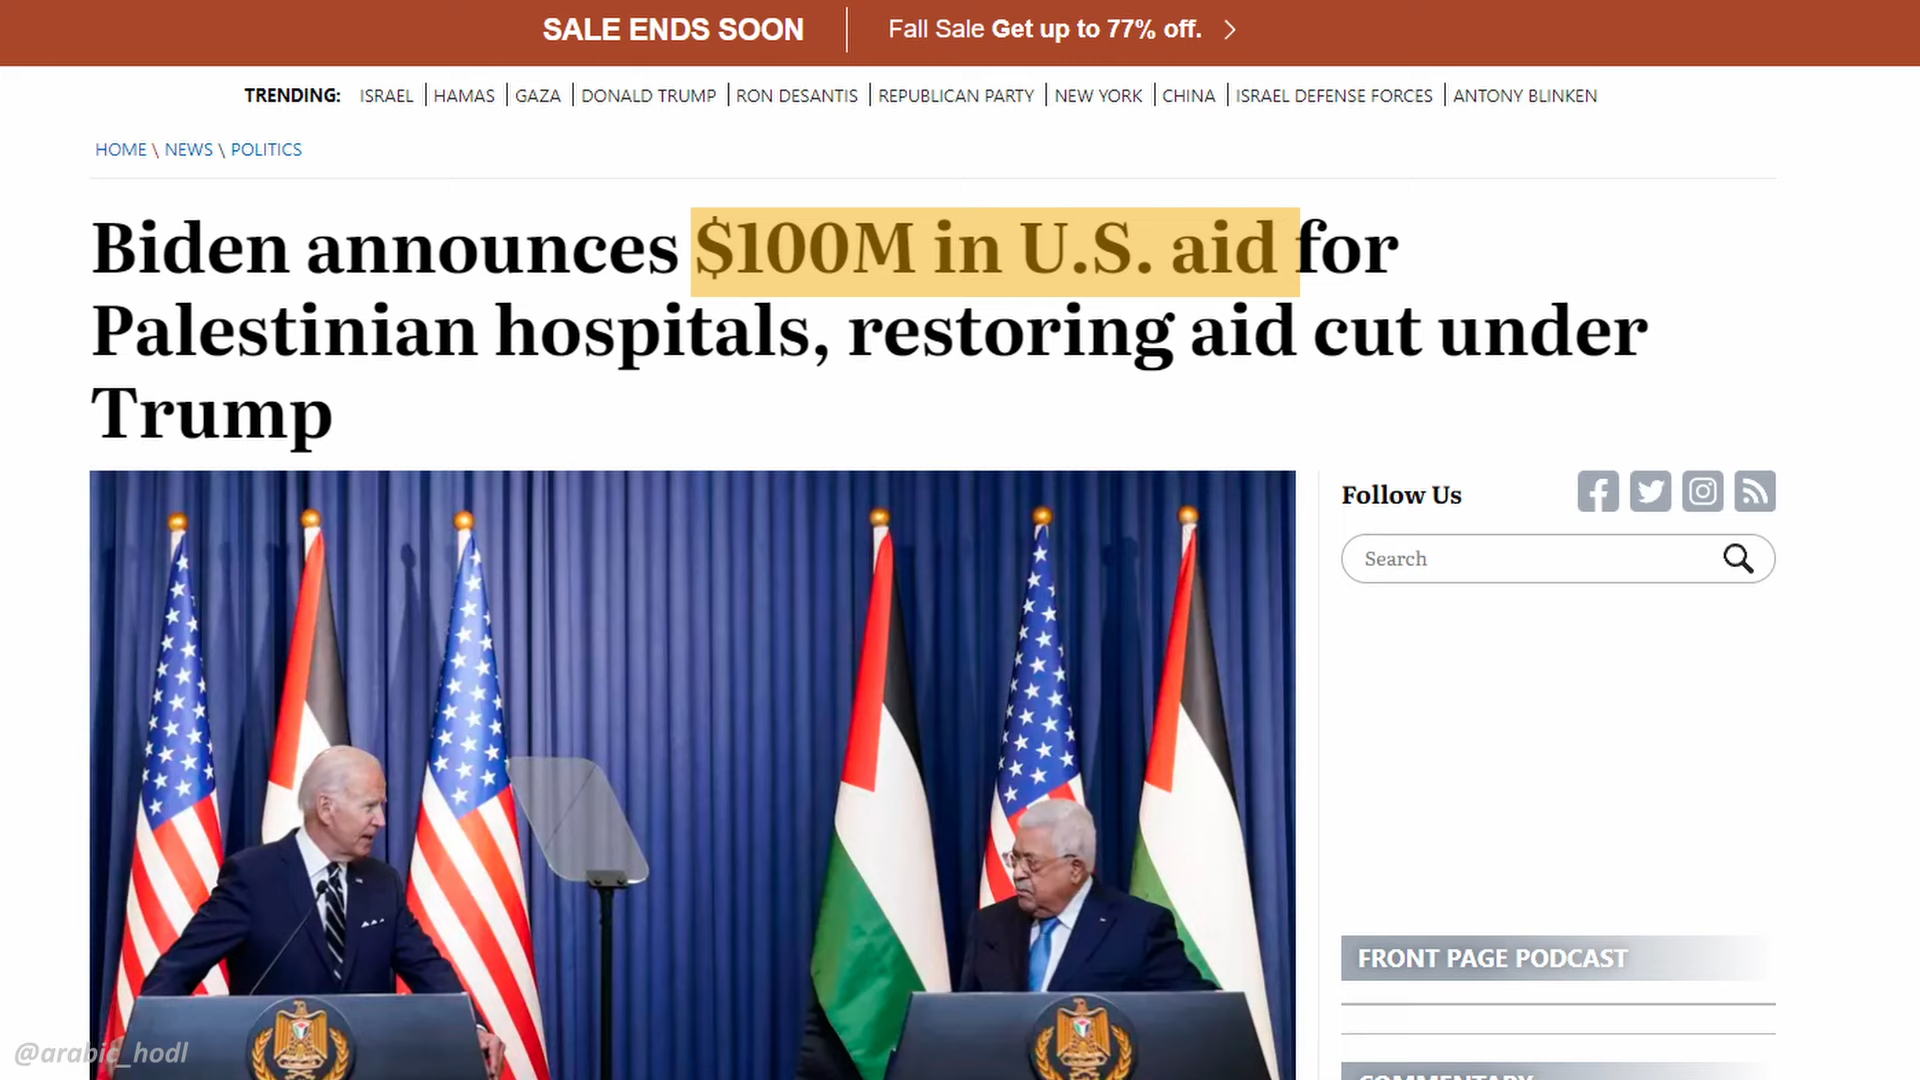 SALE ENDS SOON
Fall Sale Get up to 77% off.
TRENDING: ISRAEL HAMAS GAZA DONALD TRUMP RON DESANTIS REPUBLICAN PARTY NEW YORK CHINA ISRAEL DEFENSE FORCES ANTONY BLINKEN
HOME \ NEWS \ POLITICS
Biden announces $100M in U.S. aid for
Palestinian hospitals, restoring aid cut under
Trump
Follow Us
Search
FRONT PAGE PODCAST
COMMENTARY
@arabic_hodl